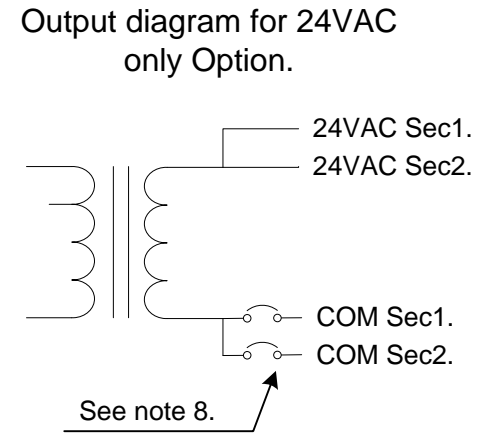 Output diagram for 24VAC
only Option.
24VAC Sec1.
24VAC Sec2.
COM Sec1.
COM Sec2.
See note 8.